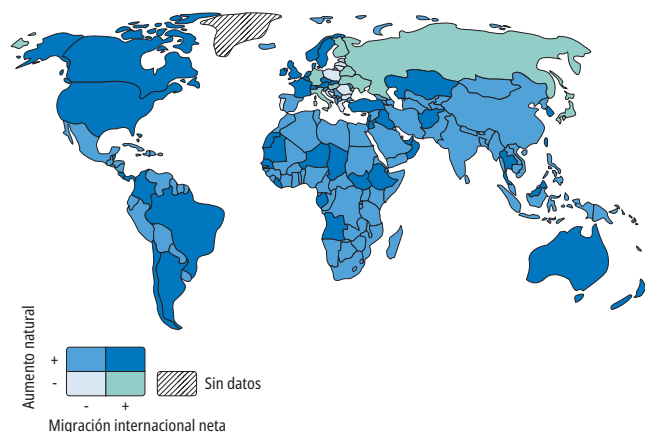 Aumento natural
+
-
Sin datos
- +
Migración internacional neta